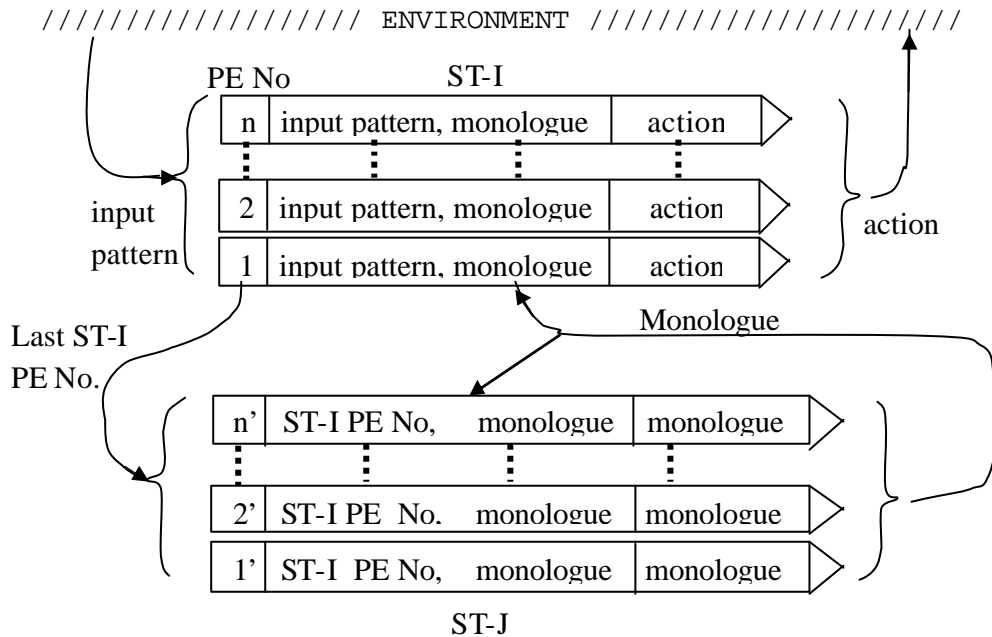 ///////////////// ENVIRONMENT ////////////////////
PE No ST-I
n input pattern, monologue action
2 input pattern, monologue action
1 input pattern, monologue action
input
pattern
action
Last ST-I
PE No.
Monologue
n’ ST-I PE No, monologue monologue
2’ ST-I PE No, monologue monologue
1’ ST-I PE No, monologue monologue
ST-J